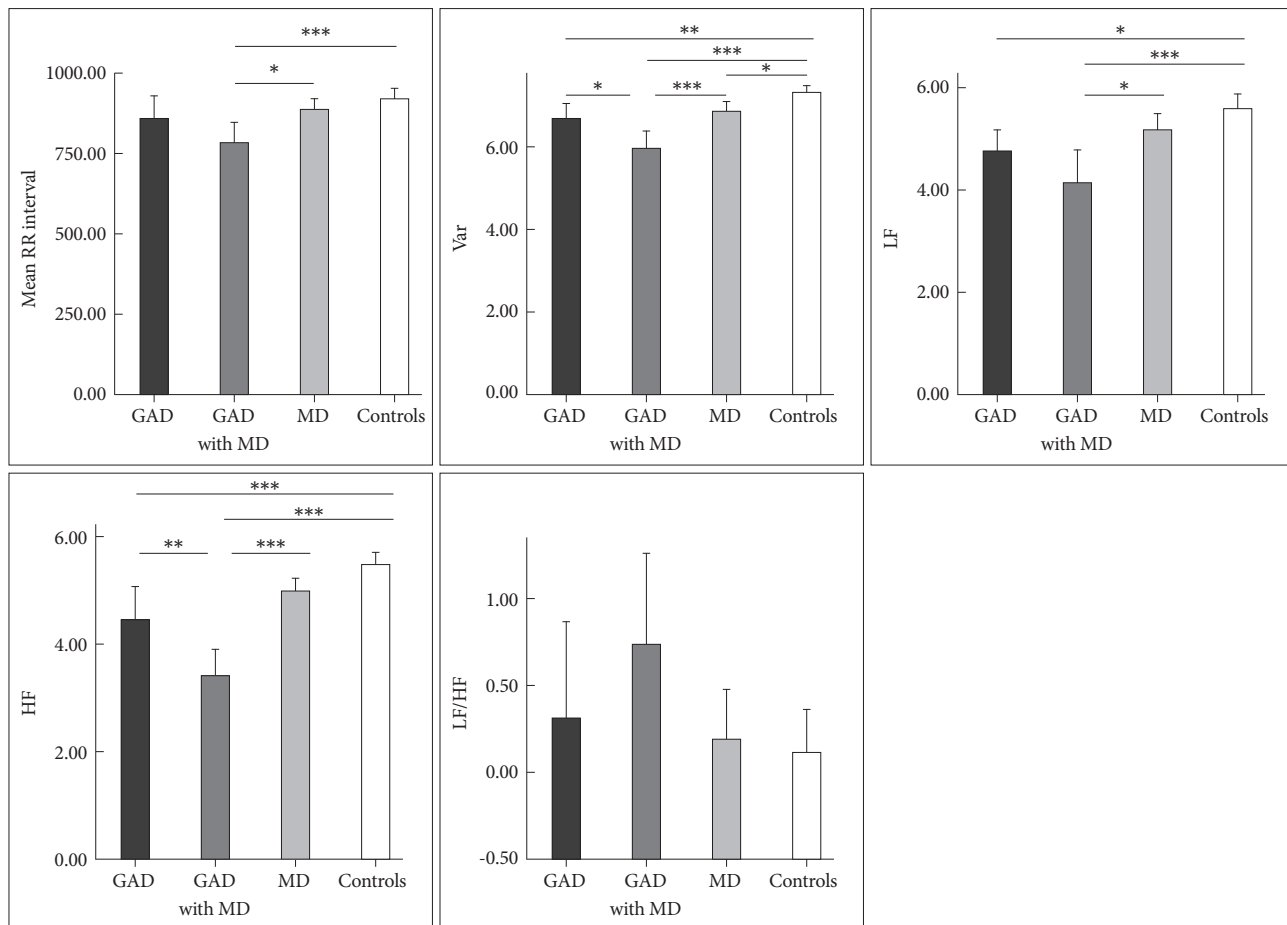 ***
*
1000.00
750.00
500.00
250.00
0.00
Mean RR interval
GAD GAD MD Controls
with MD
**
***
*
* ***
6.00
4.00
2.00
0.00
Var
GAD GAD MD Controls
with MD
*
***
*
6.00
4.00
2.00
0.00
LF
GAD GAD MD Controls
with MD
***
***
** ***
6.00
4.00
2.00
0.00
HF
GAD GAD MD Controls
with MD
1.00
0.50
0.00
-0.50
LF/HF
GAD GAD MD Controls
with MD